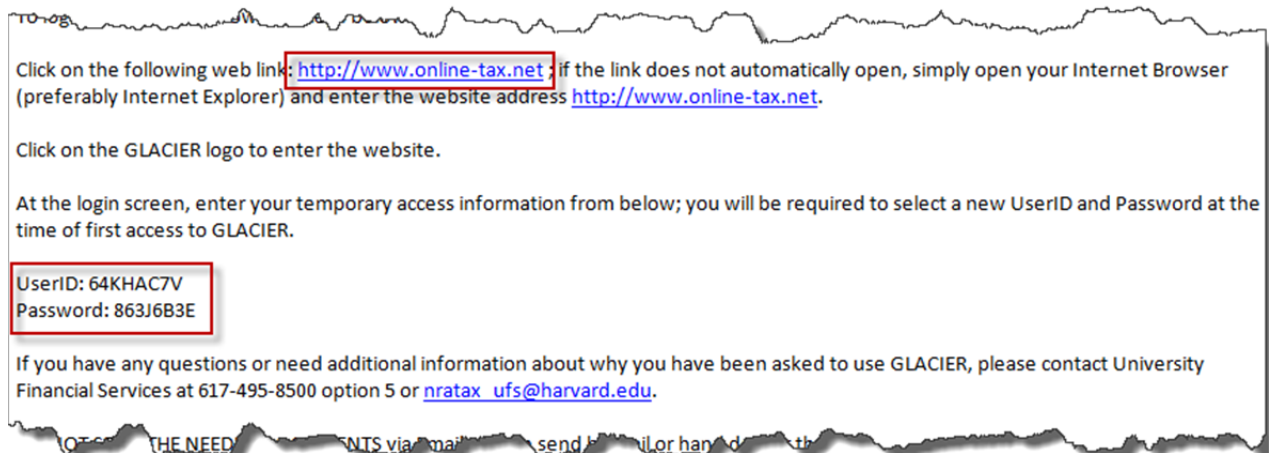 Click on the following web link: http://www.online-tax.net ; if the link does not automatically open, simply open your Internet Browser
(preferably Internet Explorer) and enter the website address http://www.online-tax.net.
Click on the GLACIER logo to enter the website.
At the login screen, enter your temporary access information from below; you will be required to select a new UserID and Password at the
time of first access to GLACIER.
UserID: 64KHAC7V
Password: 863J6B3E
If you have any questions or need additional information about why you have been asked to use GLACIER, please contact University
Financial Services at 617-495-8500 option 5 or nratax_ufs@harvard.edu.
THE NEED via send or